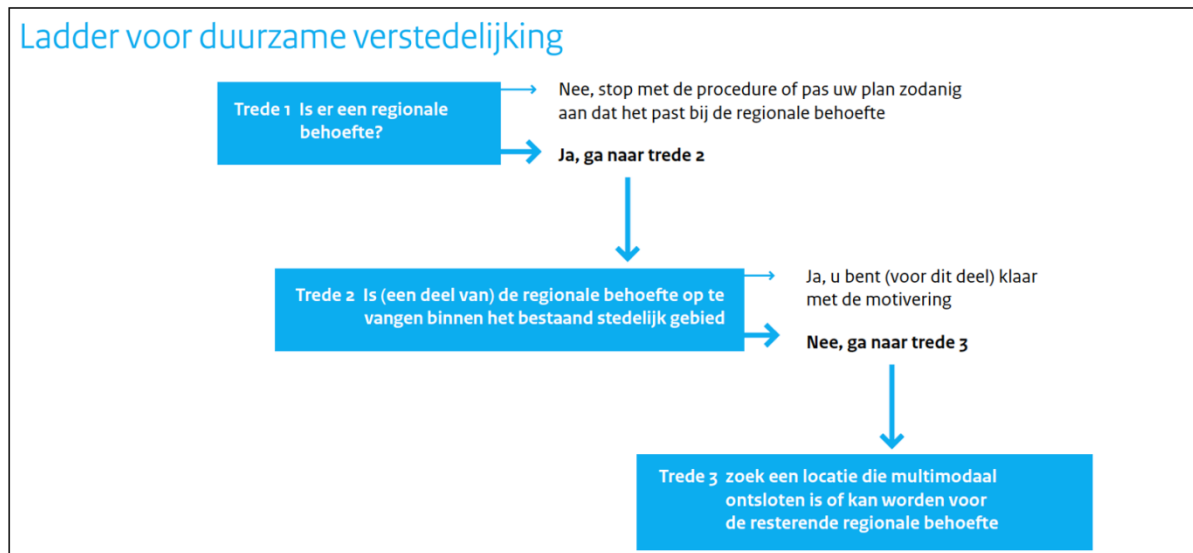 Ladder voor duurzame verstedelijking
Trede 1 Is er een regionale
behoefte?
Nee, stop met de procedure of pas uw plan zodanig
aan dat het past bij de regionale behoefte
Ja, ga naar trede 2
Trede 2 Is (een deel van) de regionale behoefte op te
vangen binnen het bestaand stedelijk gebied
Ja, u bent (voor dit deel) klaar
met de motivering
Nee, ga naar trede 3
Trede 3 zoek een locatie die multimodaal
ontsloten is of kan worden voor
de resterende regionale behoefte